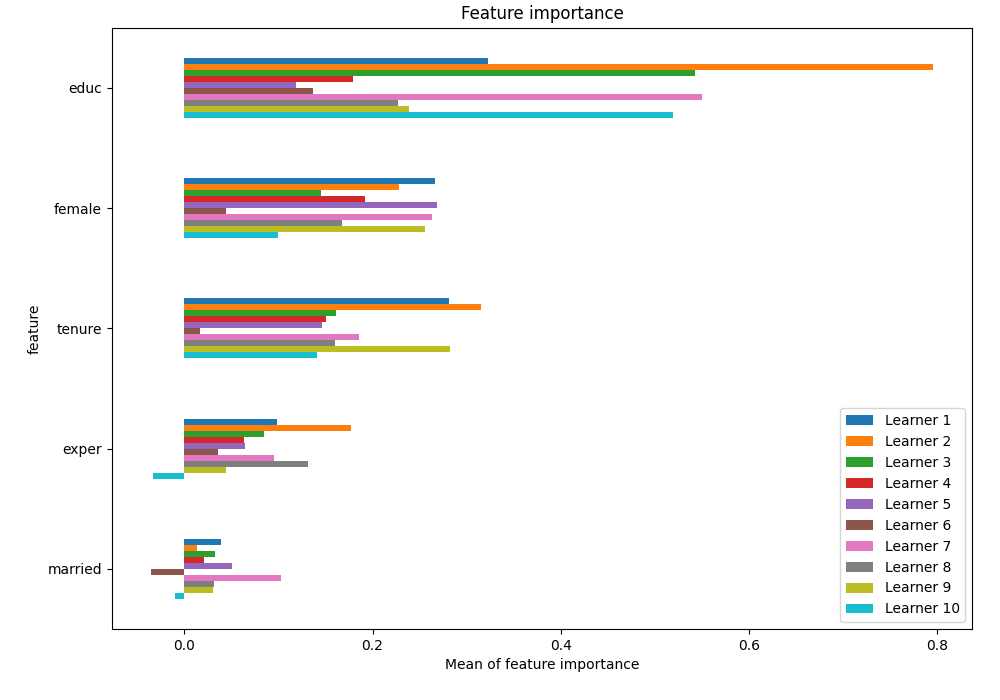 Feature importance
educ
female
tenure
exper
married
feature
0.0 0.2 0.4 0.6 0.8
Mean of feature importance
Learner 1
Learner 2
Learner 3
Learner 4
Learner 5
Learner 6
Learner 7
Learner 8
Learner 9
Learner 10